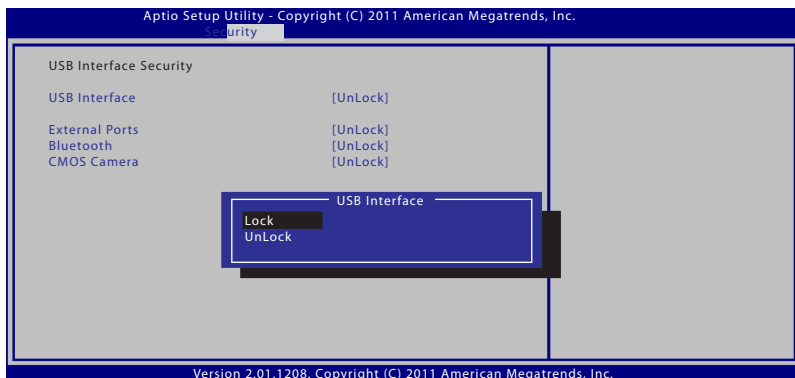 Aptio Setup Utility - Copyright (C) 2011 American Megatrends, Inc.
Security
USB Interface Security
USB Interface [UnLock]
External Ports [UnLock]
Bluetooth [UnLock]
CMOS Camera [UnLock]
USB Interface
Lock
UnLock
Version 2.01.1208. Copyright (C) 2011 American Megatrends, Inc.